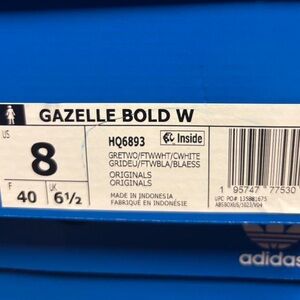 GAZELLE BOLD W
US
8
F
40
UK
6½
HQ6893
Inside
GRETWO/FTWWHT/CWHITE
GRIDEU/FTWBLA/BLAESS
ORIGINALS
ORIGINALS
MADE IN INDONESIA
FABRIQUÉ EN INDONÉSIE
1 95747 77530
adidas